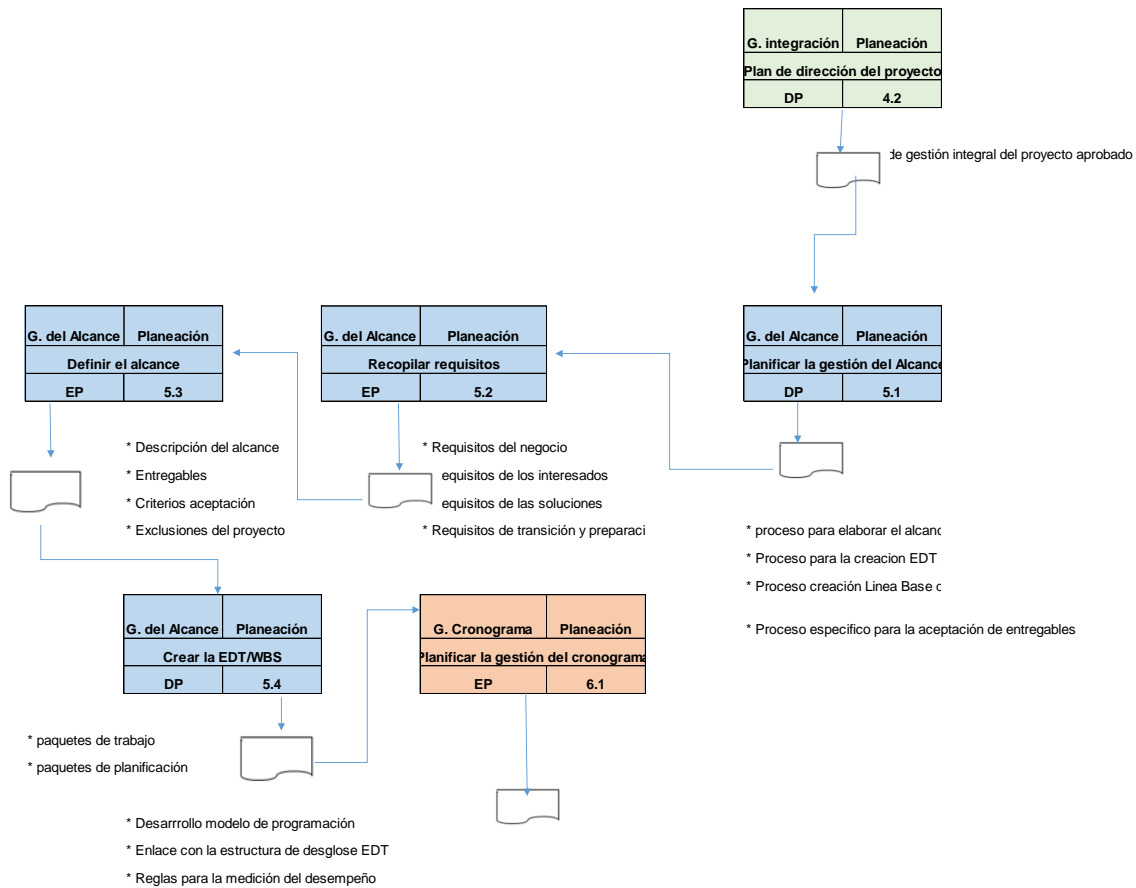 G. integración Planeación
Plan de dirección del proyecto
DP 4.2
de gestión integral del proyecto aprobado
G. del Alcance Planeación
Definir el alcance
EP 5.3
G. del Alcance Planeación
Recopilar requisitos
EP 5.2
G. del Alcance Planeación
Planificar la gestión del Alcance
DP 5.1
* Descripción del alcance
* Entregables
* Criterios aceptación
* Exclusiones del proyecto
* Requisitos del negocio
equisitos de los interesados
equisitos de las soluciones
* Requisitos de transición y preparaci
* proceso para elaborar el alcanc
* Proceso para la creacion EDT
* Proceso creación Linea Base
* Proceso especifico para la aceptación de entregables
G. del Alcance Planeación
Crear la EDT/WBS
DP 5.4
G. Cronograma Planeación
Planificar la gestión del cronograma
EP 6.1
* paquetes de trabajo
* paquetes de planificación
* Desarrrollo modelo de programación
* Enlace con la estructura de desglose EDT
* Reglas para la medición del desempeño